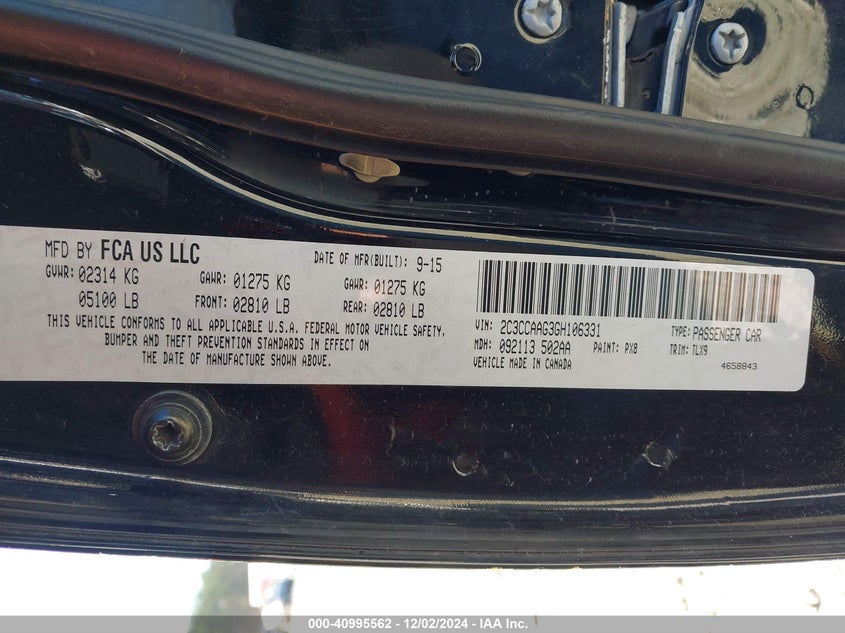 MFD BY FCA US LLC
DATE OF MFR(BUILT): 9-15
GVWR: 02314 KG GAWR: 01275 KG GAWR: 01275 KG
05100 LB FRONT: 02810 LB REAR: 02810 LB
THIS VEHICLE CONFORMS TO ALL APPLICABLE U.S.A. FEDERAL MOTOR VEHICLE SAFETY,
BUMPER AND THEFT PREVENTION STANDARDS IN EFFECT ON
THE DATE OF MANUFACTURE SHOWN ABOVE.
VIN: 2C3CCAAG3GH106331 TYPE: PASSENGER CAR
MDH: 092113 502AA PAINT: PX8 TRIM: TLX9
VEHICLE MADE IN CANADA 4658843
000-40995562 - 12/02/2024 - IAA Inc.